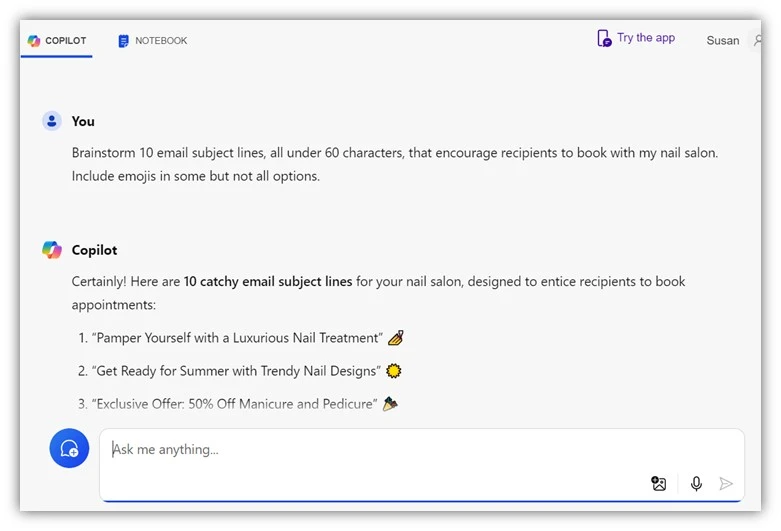 COPILOT NOTEBOOK Try the app Susan
You
Brainstorm 10 email subject lines, all under 60 characters, that encourage recipients to book with my nail salon.
Include emojis in some but not all options.
Copilot
Certainly! Here are 10 catchy email subject lines for your nail salon, designed to entice recipients to book
appointments:
1. “Pamper Yourself with a Luxurious Nail Treatment” 💅
2. “Get Ready for Summer with Trendy Nail Designs” 🌞
3. “Exclusive Offer: 50% Off Manicure and Pedicure” 🎉
Ask me anything...